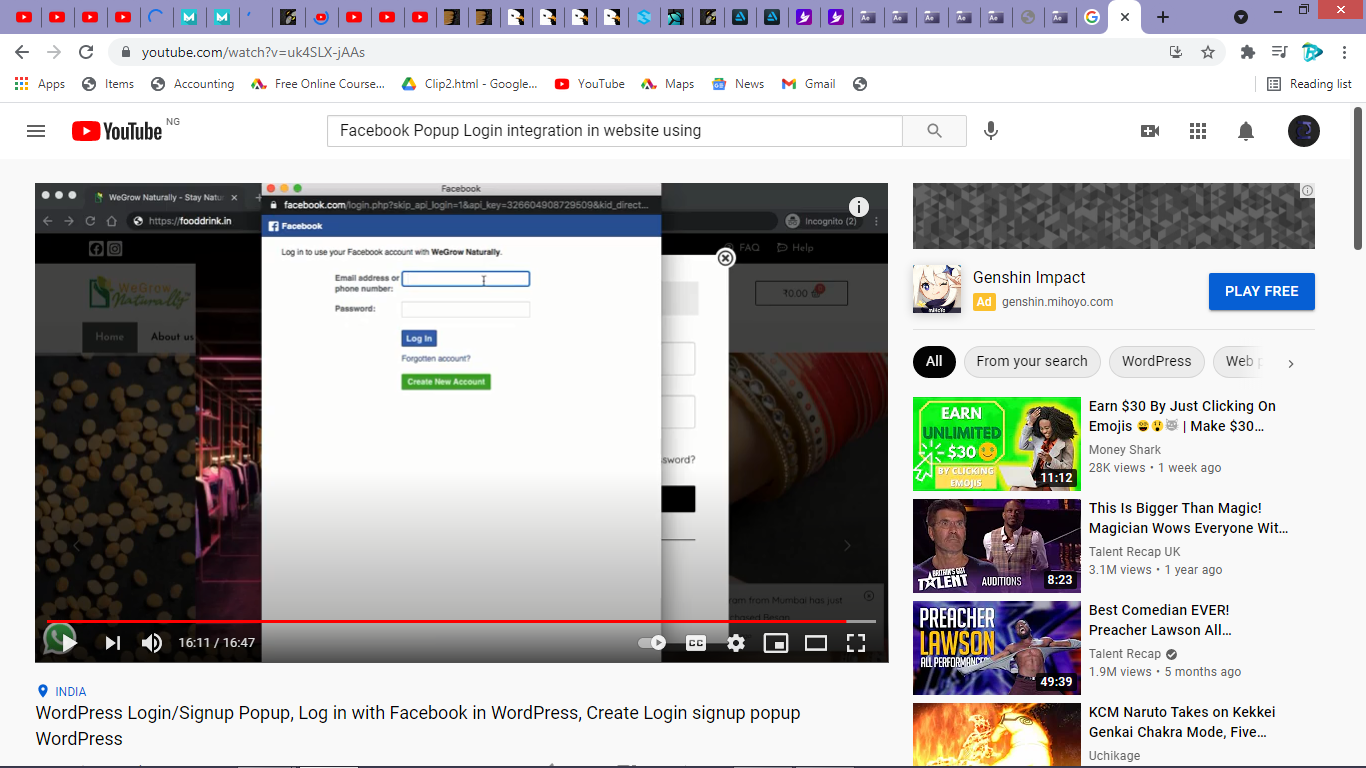 youtube.com/watch?v=uk4SLX-jAAs
Apps
Items
Accounting
Free Online Course...
Clip2.html - Google...
YouTube
Maps
News
Gmail
Reading list
YouTube NG
Facebook Popup Login integration in website using
WeGrow Naturally - Stay Natu
Facebook
https://fooddrink.in
facebook.com/login.php?skip_api_login=1&api_key=326604908729509&kid_direct...
Incognito (2)
Facebook
FAQ
Help
Log in to use your Facebook account with WeGrow Naturally.
Email address or
phone number:
Password:
Log In
Forgotten account?
Create New Account
WeGrow
Naturally
₹0.00
0
Home
About us
ssword?
ram from Mumbai has just
chased Besan
16:11 / 16:47
CC
INDIA
WordPress Login/Signup Popup, Log in with Facebook in WordPress, Create Login signup popup
WordPress
Genshin Impact
Ad genshin.mihoyo.com
PLAY FREE
All
From your search
WordPress
Web p
EARN
UNLIMITED
$30
BY CLICKING
EMOJIS
11:12
Earn $30 By Just Clicking On
Emojis 😄😲😿 | Make $30...
Money Shark
28K views • 1 week ago
BRITAIN'S GOT
TALENT
AUDITIONS
8:23
This Is Bigger Than Magic!
Magician Wows Everyone Wit...
Talent Recap UK
3.1M views • 1 year ago
PREACHER
LAWSON
ALL PERFORMANCES
49:39
Best Comedian EVER!
Preacher Lawson All...
Talent Recap
1.9M views • 5 months ago
KCM Naruto Takes on Kekkei
Genkai Chakra Mode, Five...
Uchikage